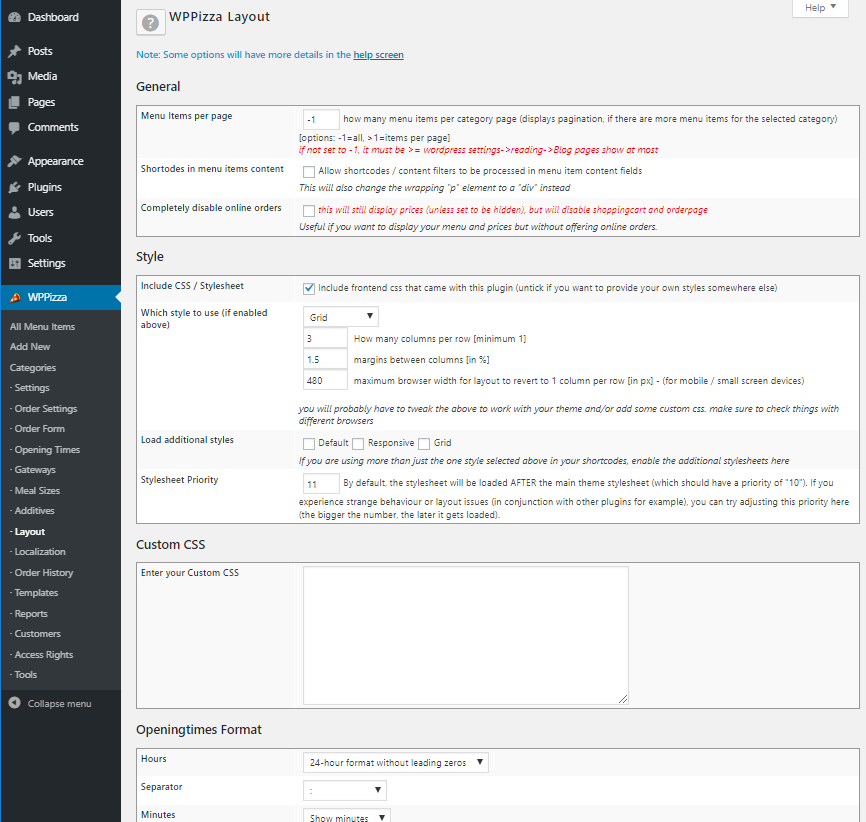 Dashboard
Posts
Media
Pages
Comments
Appearance
Plugins
Users
Tools
Settings
WPPizza
All Menu Items
Add New
Categories
· Settings
· Order Settings
· Order Form
· Opening Times
· Gateways
· Meal Sizes
· Additives
· Layout
· Localization
· Order History
· Templates
· Reports
· Customers
· Access Rights
· Tools
Collapse menu
Help ▼
? WPPizza Layout
Note: Some options will have more details in the help screen
General
Menu Items per page
-1 how many menu items per category page (displays pagination, if there are more menu items for the selected category)
[options: -1=all, >1=items per page]
if not set to -1, it must be >= wordpress settings->reading->Blog pages show at most
Shortodes in menu items content
Allow shortcodes / content filters to be processed in menu item content fields
This will also change the wrapping "p" element to a "div" instead
Completely disable online orders
this will still display prices (unless set to be hidden), but will disable shoppingcart and orderpage
Useful if you want to display your menu and prices but without offering online orders.
Style
Include CSS / Stylesheet
Include frontend css that came with this plugin (untick if you want to provide your own styles somewhere else)
Which style to use (if enabled
above)
Grid ▼
3 How many columns per row [minimum 1]
1.5 margins between columns [in %]
480 maximum browser width for layout to revert to 1 column per row [in px] - (for mobile / small screen devices)
you will probably have to tweak the above to work with your theme and/or add some custom css. make sure to check things with
different browsers
Load additional styles
Default Responsive Grid
If you are using more than just the one style selected above in your shortcodes, enable the additional stylesheets here
Stylesheet Priority
11 By default, the stylesheet will be loaded AFTER the main theme stylesheet (which should have a priority of "10"). If you
experience strange behaviour or layout issues (in conjunction with other plugins for example), you can try adjusting this priority here
(the bigger the number, the later it gets loaded).
Custom CSS
Enter your Custom CSS
Openingtimes Format
Hours
24-hour format without leading zeros ▼
Separator
: ▼
Minutes
Show minutes ▼